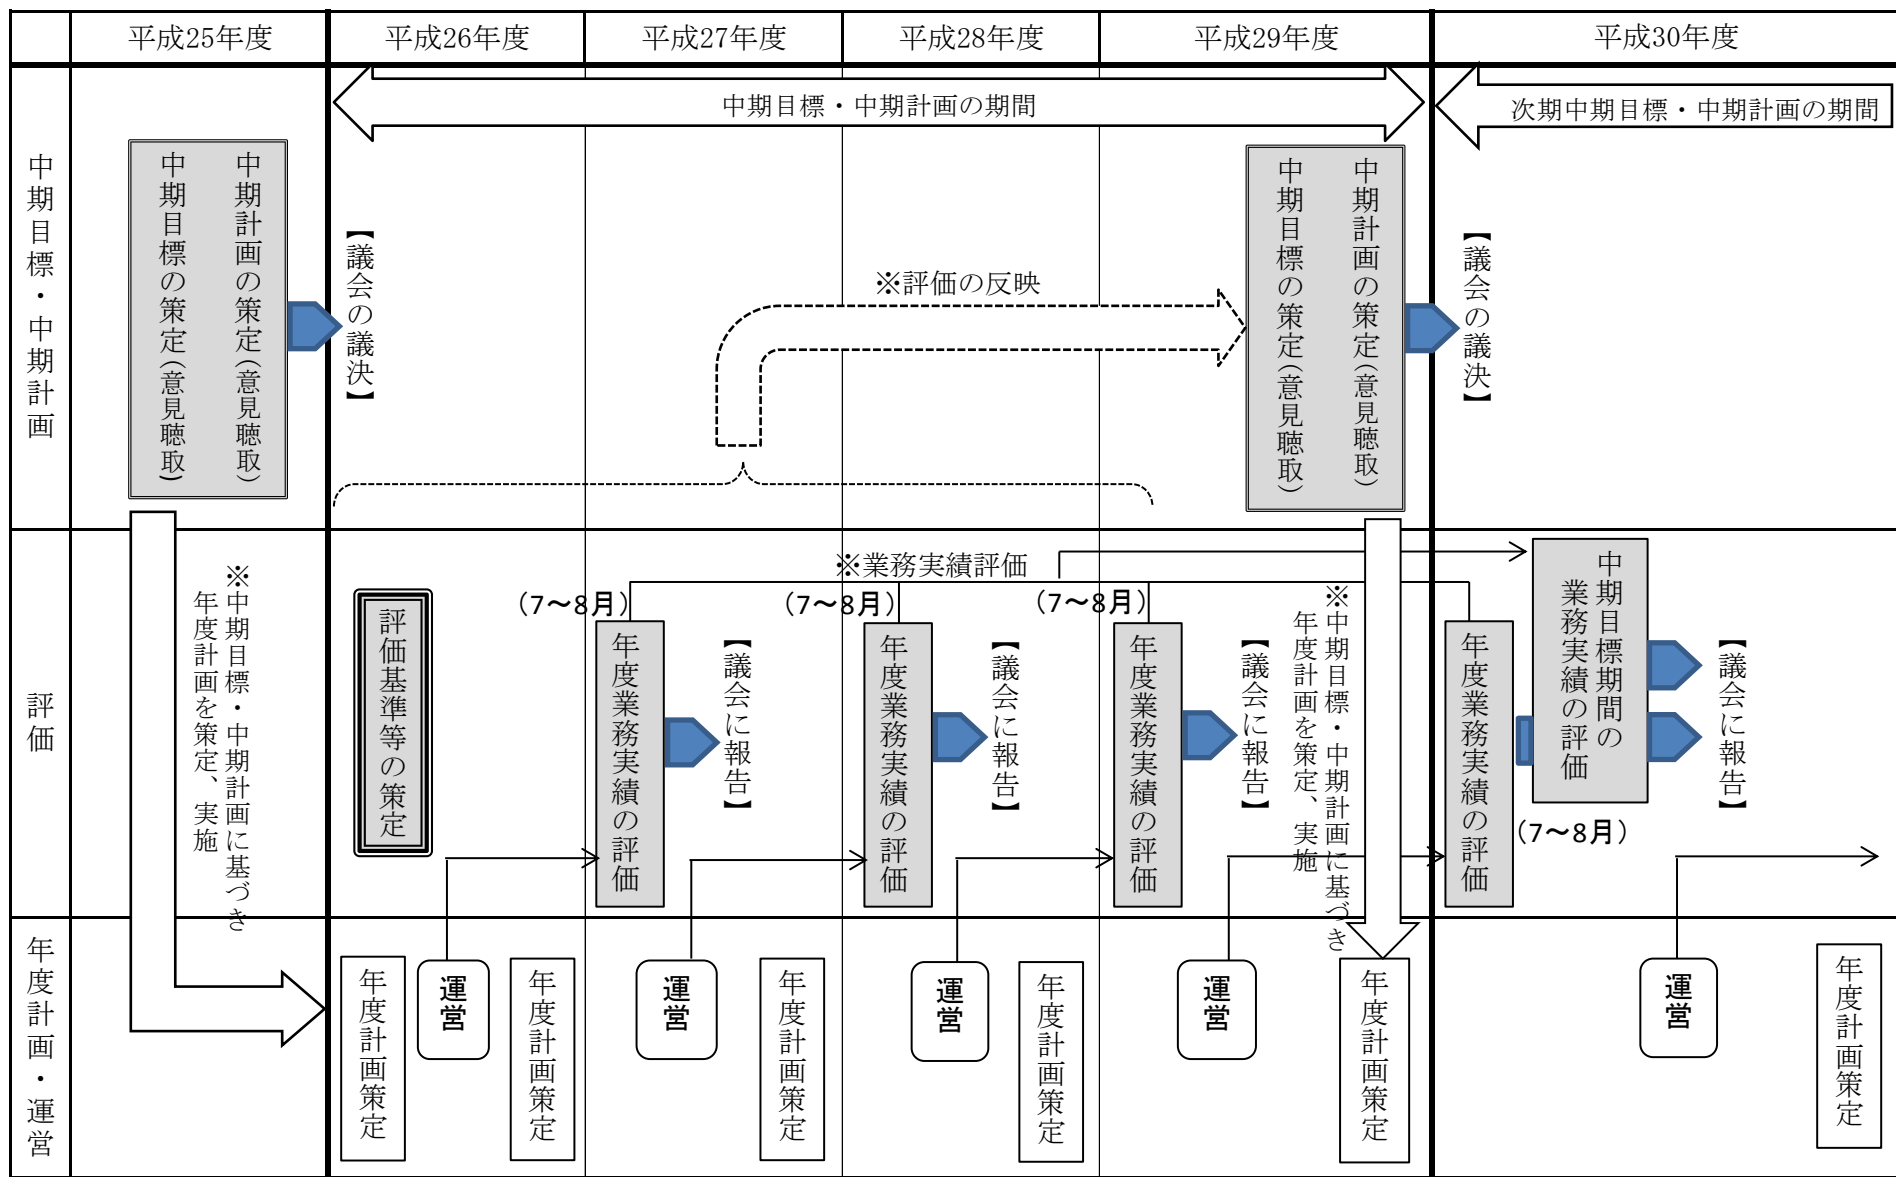 平成25年度
平成26年度
平成27年度
平成28年度
平成29年度
平成30年度
中期目標・中期計画
中期目標・中期計画の期間
次期中期目標・中期計画の期間
中期計画の策定（意見聴取）
中期目標の策定（意見聴取）
【議会の議決】
※評価の反映
中期計画の策定（意見聴取）
中期目標の策定（意見聴取）
【議会の議決】
評価
※中期目標・中期計画に基づき
年度計画を策定、実施
評価基準等の策定
※業務実績評価
（7～8月）
年度業務実績の評価
【議会に報告】
（7～8月）
年度業務実績の評価
【議会に報告】
（7～8月）
年度業務実績の評価
【議会に報告】
※中期目標・中期計画に基づき
年度計画を策定、実施
年度業務実績の評価
（7～8月）
中期目標期間の
業務実績の評価
【議会に報告】
年度計画・運営
年度計画策定
運営
年度計画策定
運営
年度計画策定
運営
年度計画策定
運営
年度計画策定
運営
年度計画策定